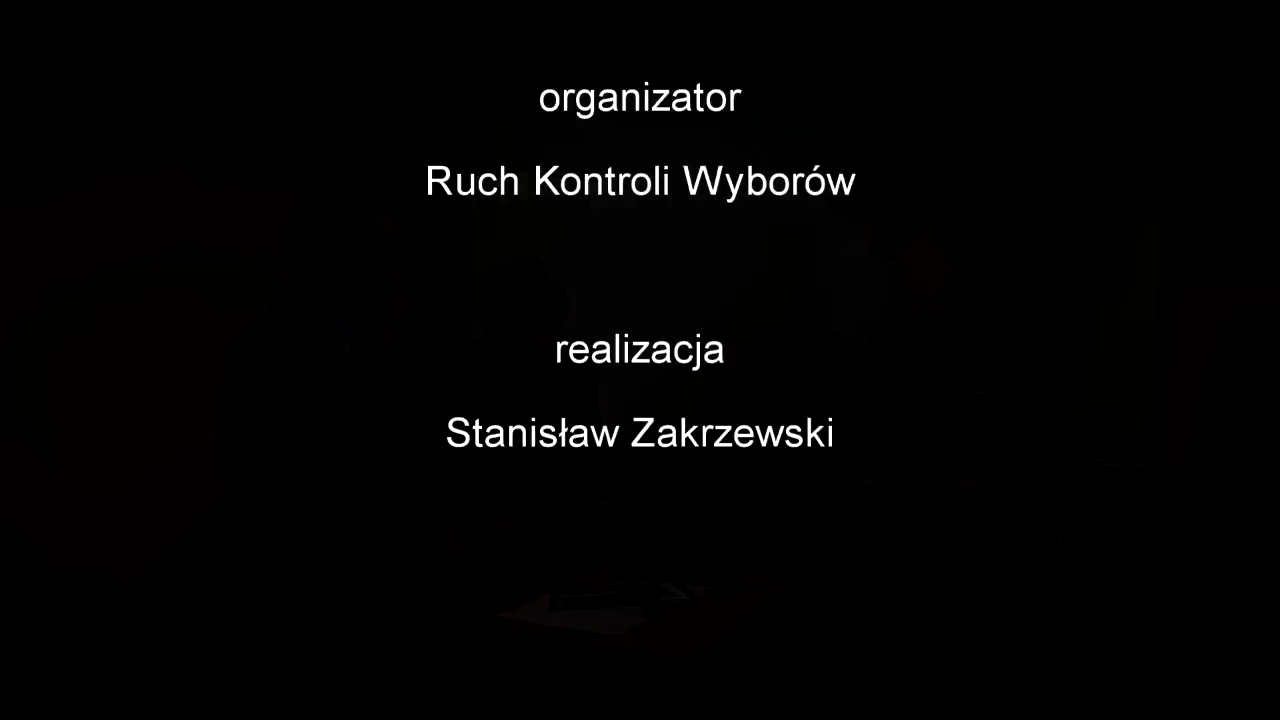 organizator
Ruch Kontroli Wyborów
realizacja
Stanisław Zakrzewski